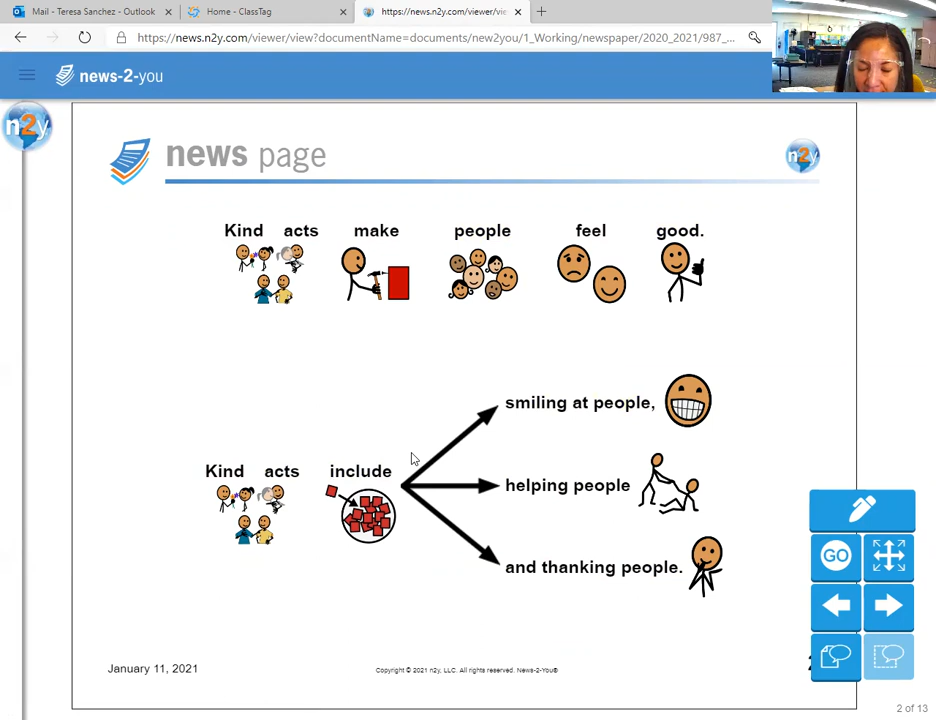 Mail - Teresa Sanchez - Outlook
Home - ClassTag
https://news.n2y.com/viewer/vie
https://news.n2y.com/viewer/view?documentName=documents/new2you/1_Working/newspaper/2020_2021/987_...
news-2-you
n2y
news page
n2y
Kind acts make people feel good.
smiling at people,
Kind acts include
helping people
and thanking people.
GO
January 11, 2021
Copyright © 2021 n2y, LLC. All rights reserved. News-2-You®
2 of 13